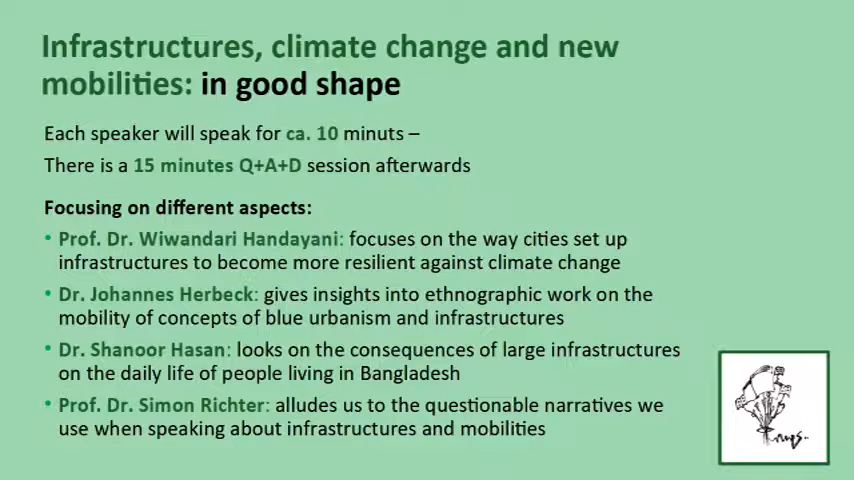 Infrastructures, climate change and new
mobilities: in good shape
Each speaker will speak for ca. 10 minuts –
There is a 15 minutes Q+A+D session afterwards
Focusing on different aspects:
• Prof. Dr. Wiwandari Handayani: focuses on the way cities set up
infrastructures to become more resilient against climate change
• Dr. Johannes Herbeck: gives insights into ethnographic work on the
mobility of concepts of blue urbanism and infrastructures
• Dr. Shanoor Hasan: looks on the consequences of large infrastructures
on the daily life of people living in Bangladesh
• Prof. Dr. Simon Richter: alludes us to the questionable narratives we
use when speaking about infrastructures and mobilities